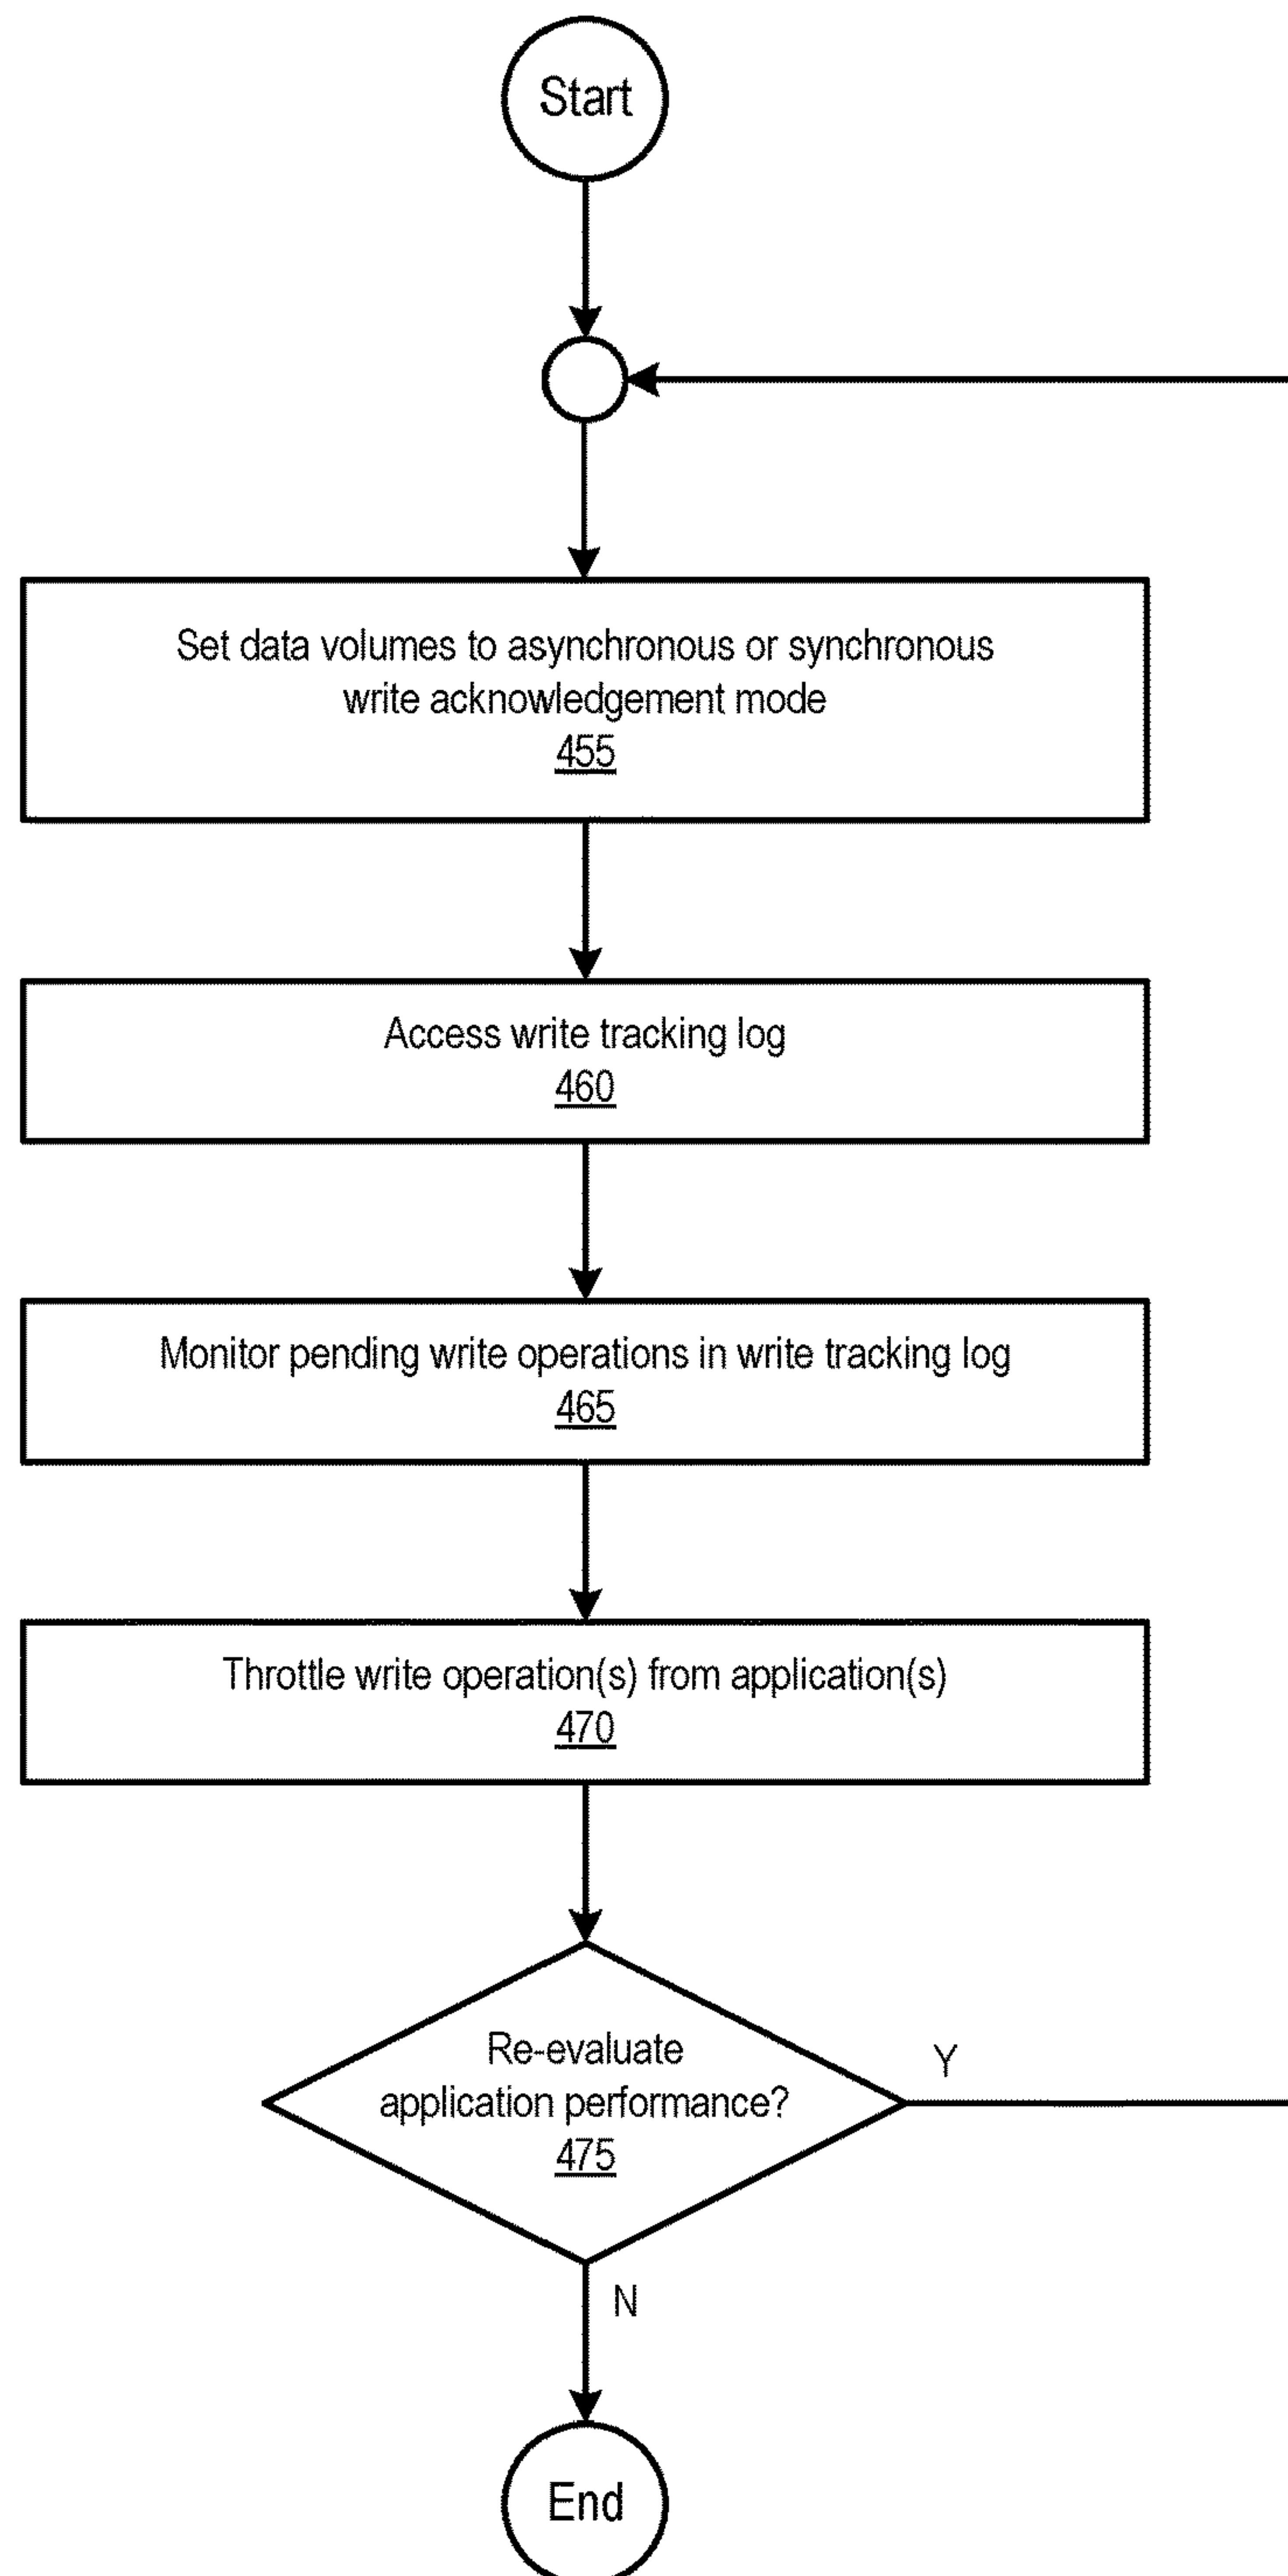 Start
Set data volumes to asynchronous or synchronous
write acknowledgement mode
455
Access write tracking log
460
Monitor pending write operations in write tracking log
465
Throttle write operation(s) from application(s)
470
Re-evaluate
application performance?
475
Y
N
End